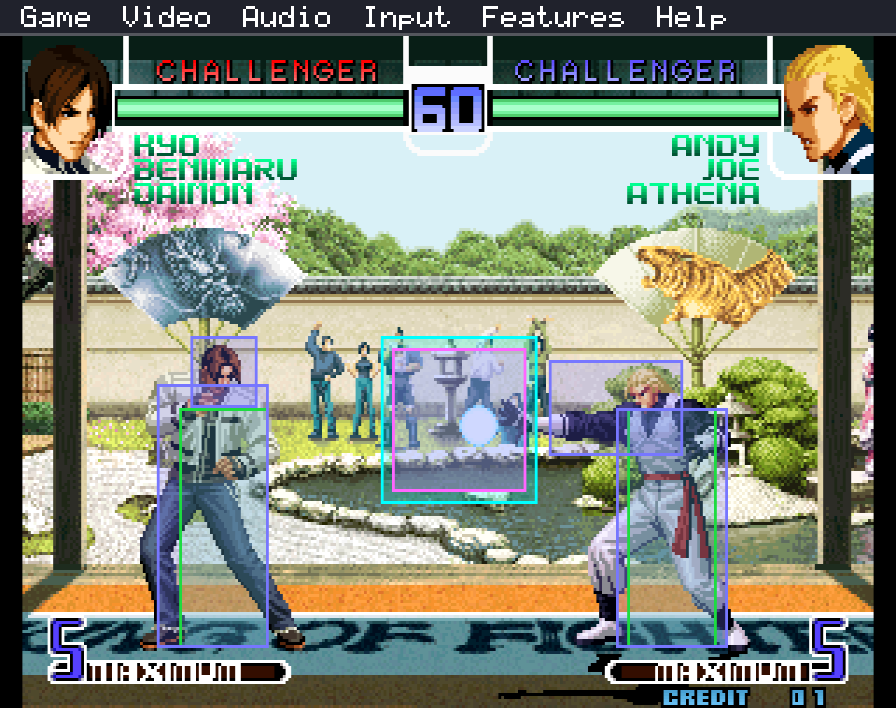 Game Video Audio Input Features Help
CHALLENGER 60 CHALLENGER
KYO ANDY
BENIMARU JOE
DAIMON ATHENA
5 MAXIMUM MAXIMUM 5
CREDIT 01